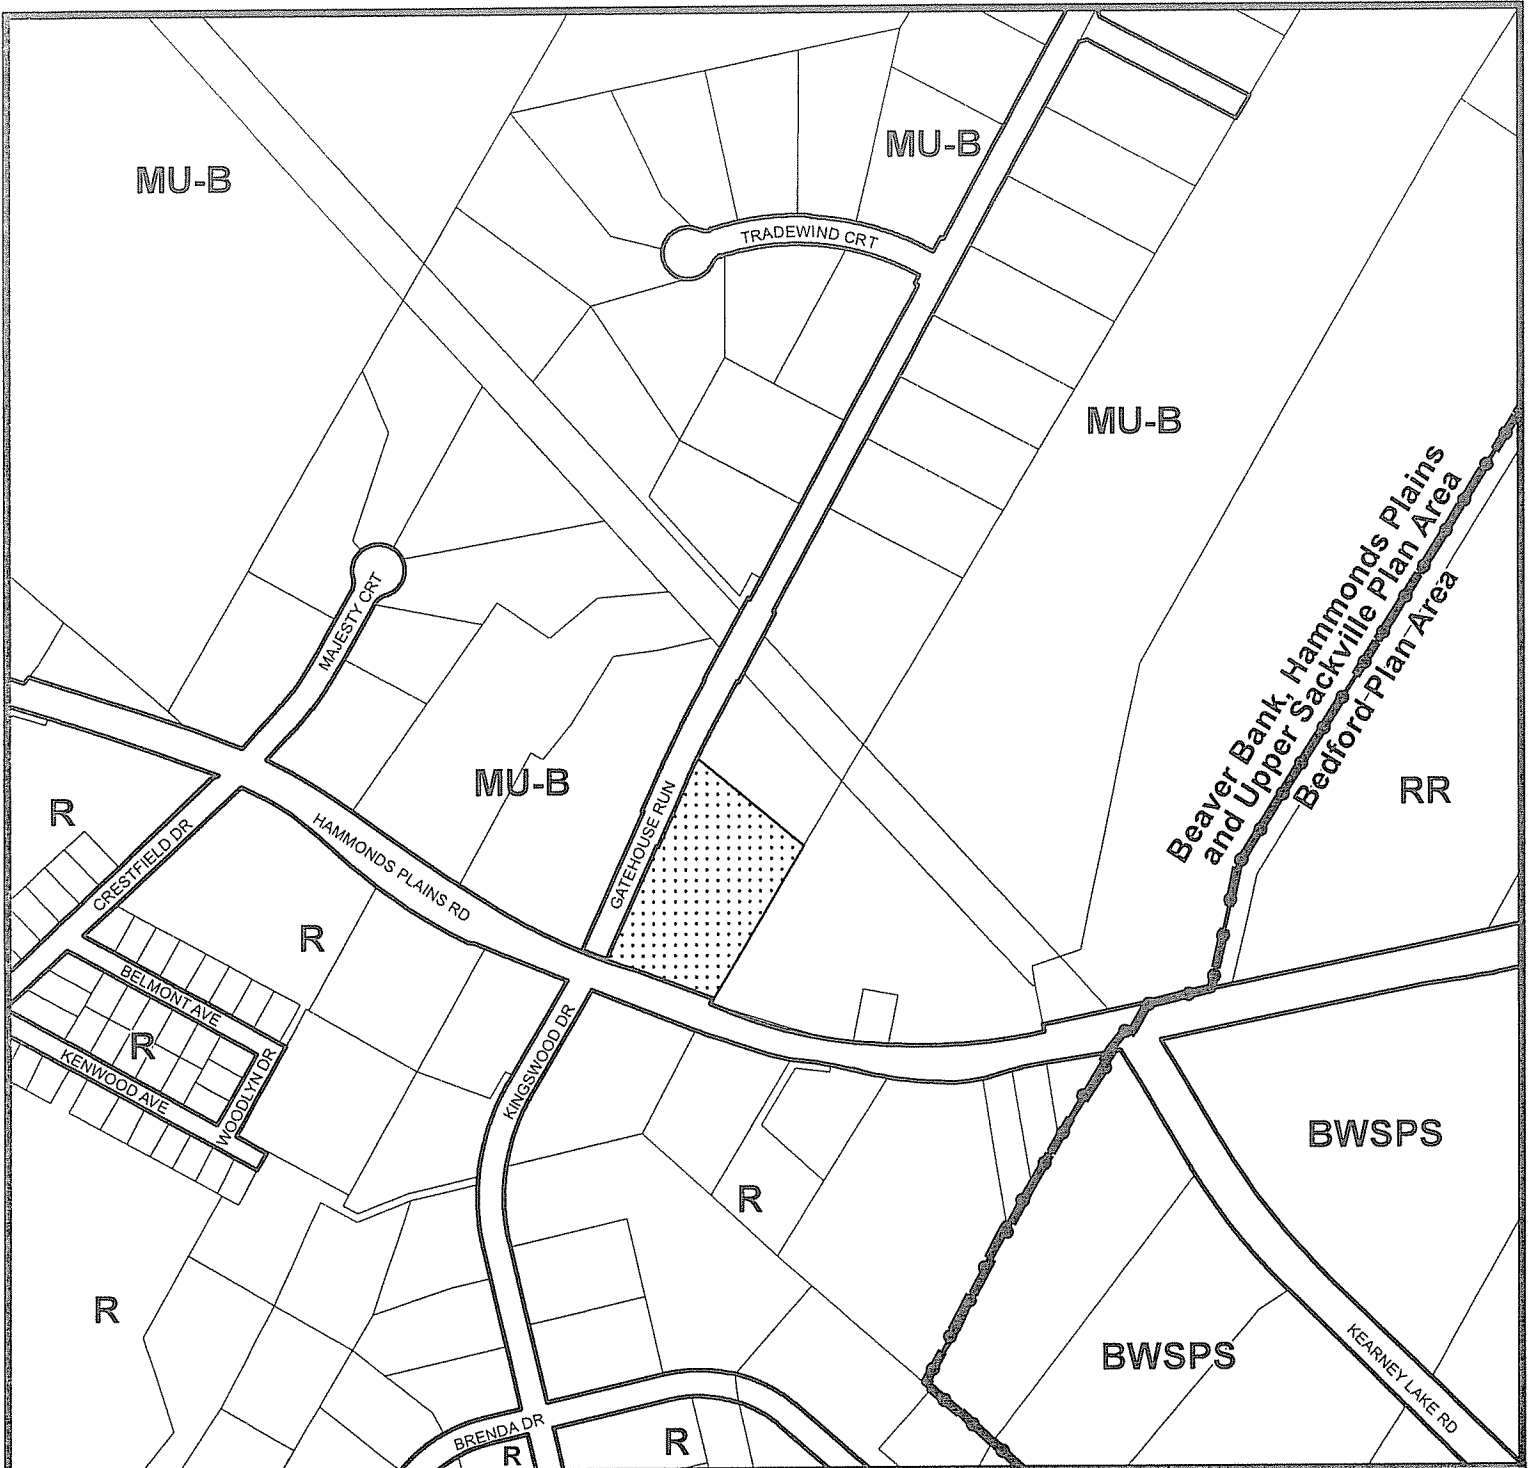 MU-B
MU-B
TRADEWIND CRT
MU-B
Beaver Bank, Hammonds Plains
and Upper Sackville Plan Area
Bedford Plan Area
MAJESTY CRT
MU-B
RR
R
GATEHOUSE RUN
HAMMONDS PLAINS RD
CRESTFIELD DR
R
BELMONT AVE
R
KENWOOD AVE
WOODLYN DR
KINGSWOOD DR
BWSPS
R
R
BWSPS
KEARNEY LAKE RD
BRENDA DR
R
R